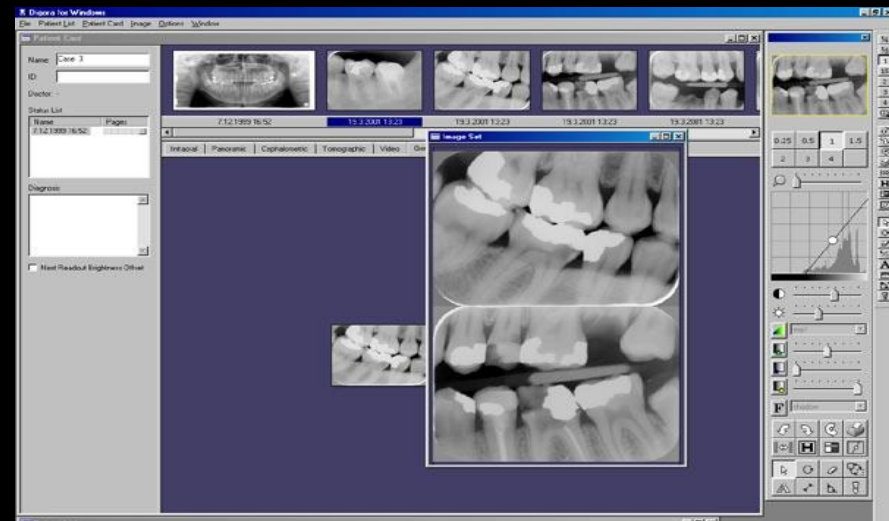 Digora for Windows
File Patient List Patient Card Image Options Window
Patient Card
Name: Case 3
ID:
Doctor: -
Status List
Name Pages
7.12.1999 16:52
Diagnosis
Next Readout Brightness Offset
7.12.1999 16:52 19.3.2001 13:23 19.3.2001 13:23 19.3.2001 13:23 19.3.2001 13:23
Intraoral Panoramic Cephalometric Tomographic Video
Image Set
0.25 0.5 1 1.5
2 3 4
F shadow
H